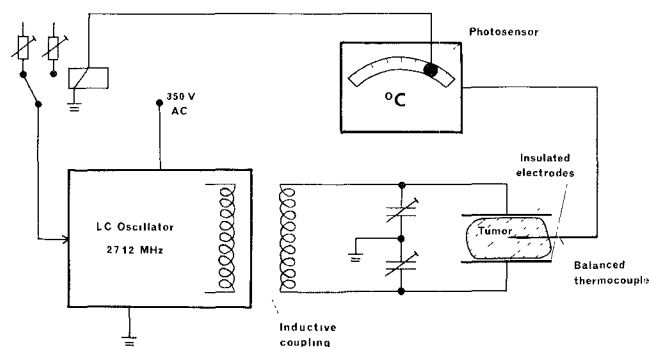 Photosensor
°C
350 V
AC
Insulated
electrodes
LC Oscillator
2712 MHz
Tumor
Balanced
thermocouple
Inductive
coupling